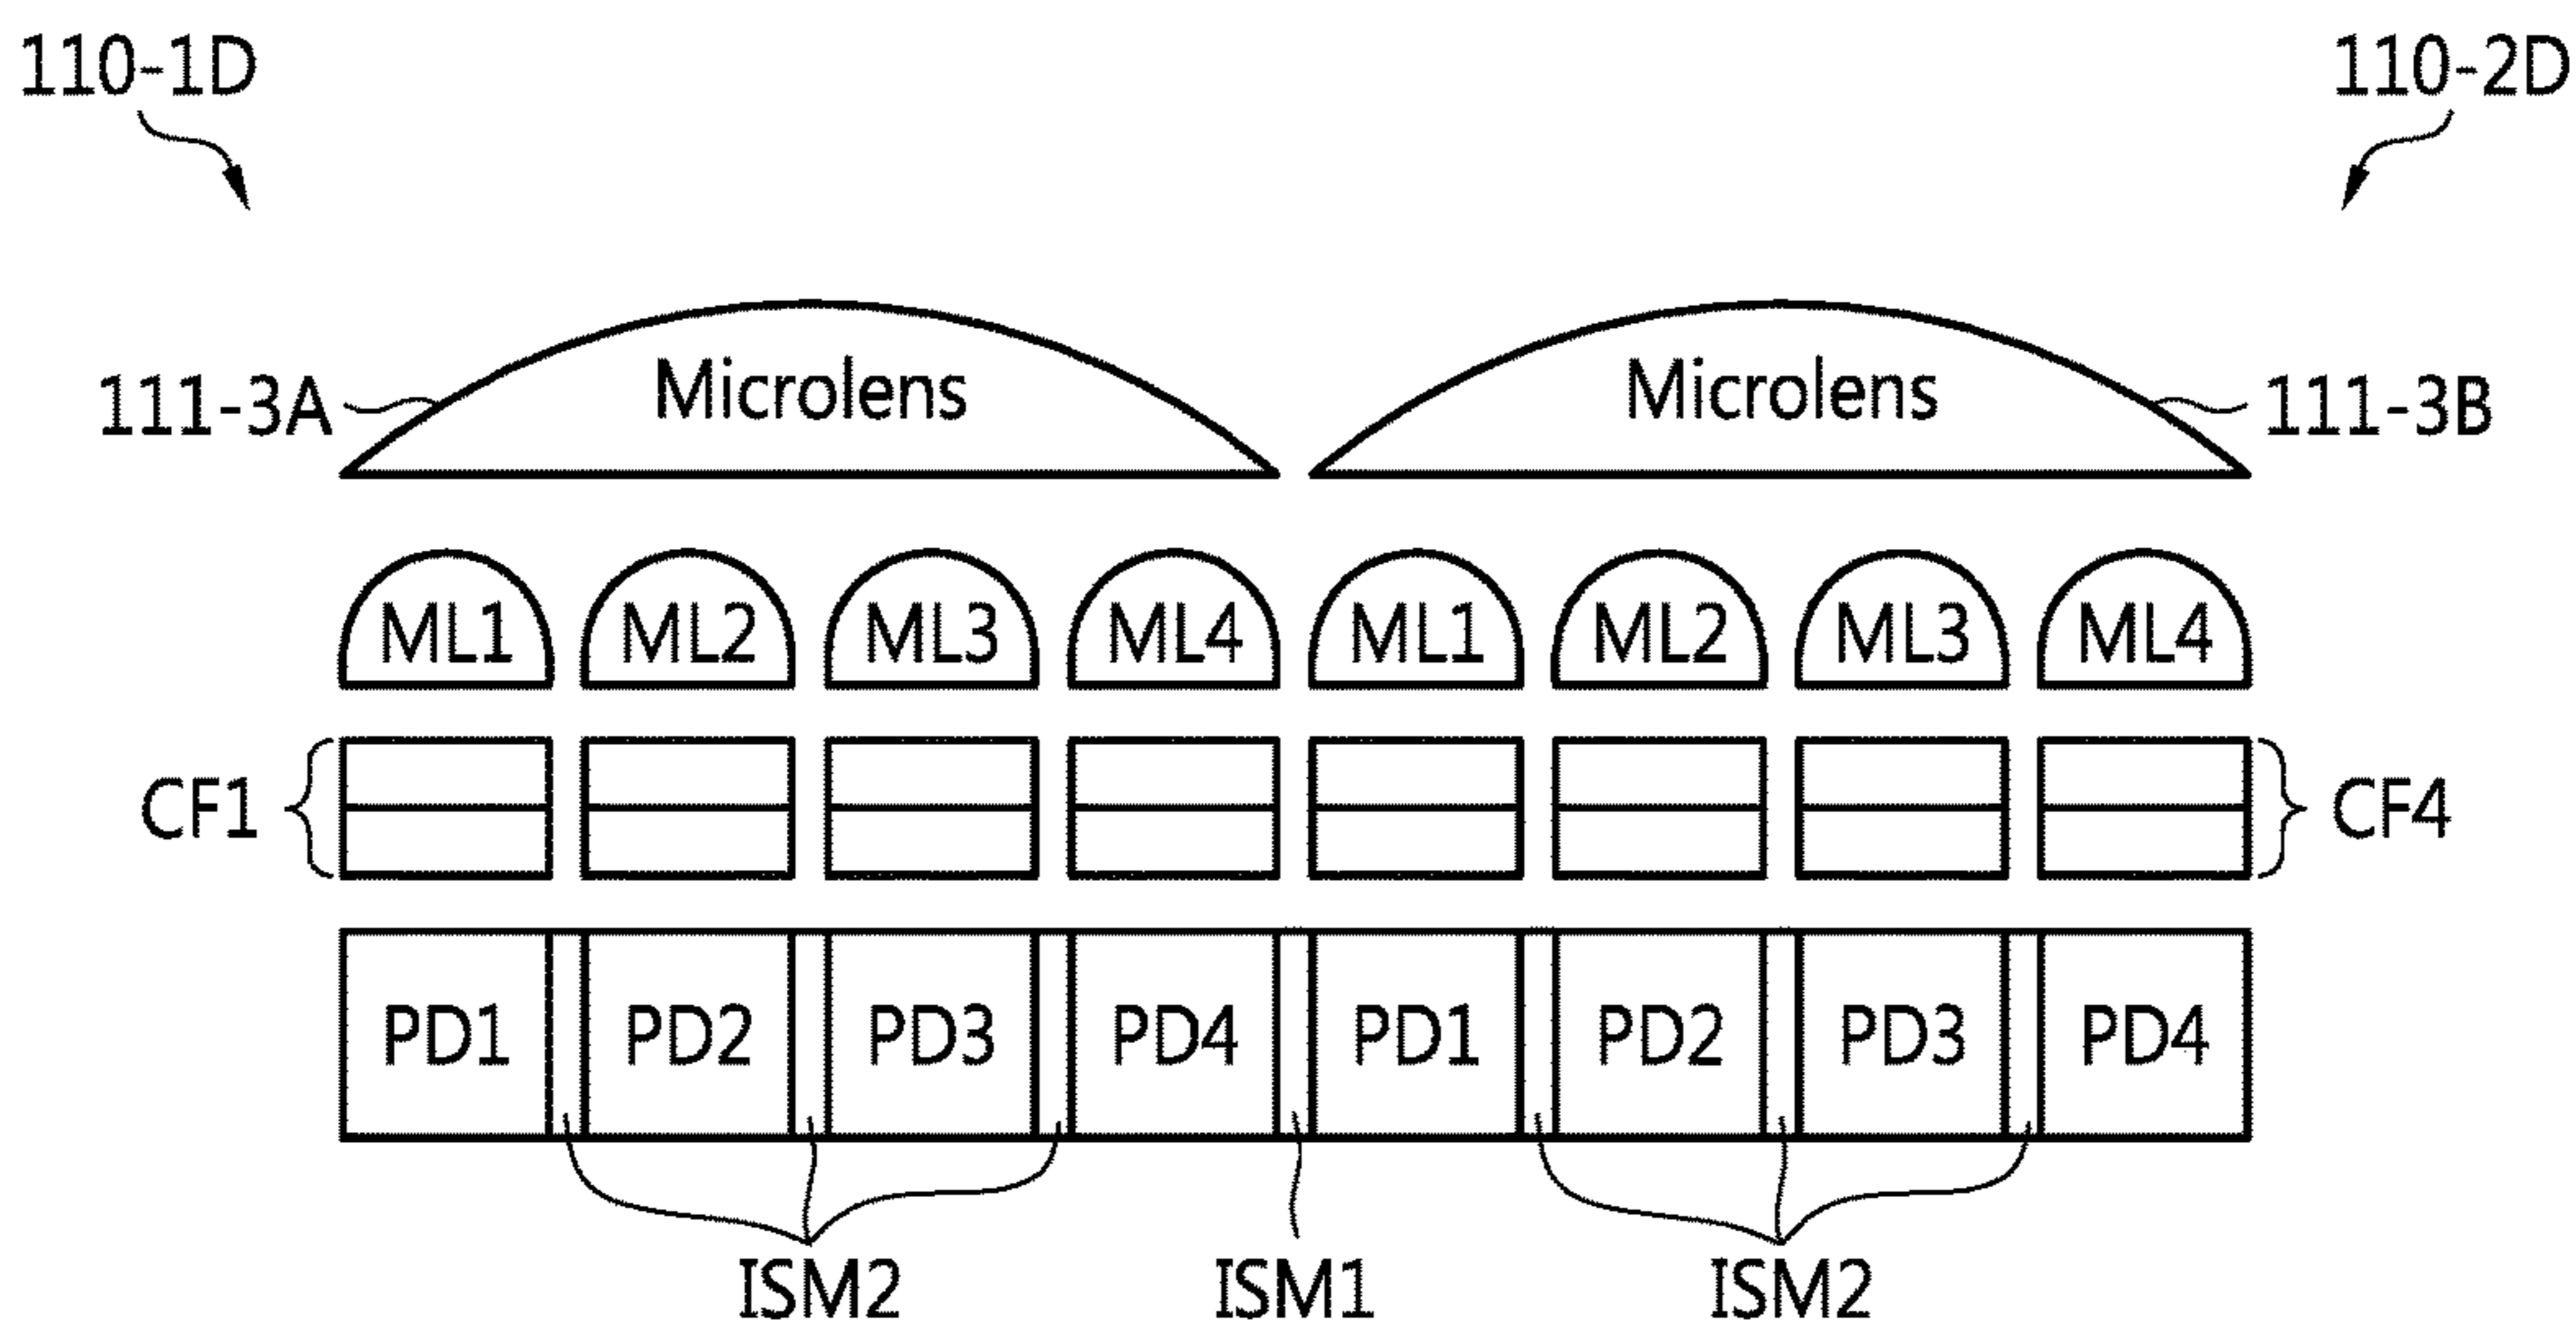 110-1D 110-2D
111-3A Microlens Microlens 111-3B
ML1 ML2 ML3 ML4 ML1 ML2 ML3 ML4
CF1 CF4
PD1 PD2 PD3 PD4 PD1 PD2 PD3 PD4
ISM2 ISM1 ISM2